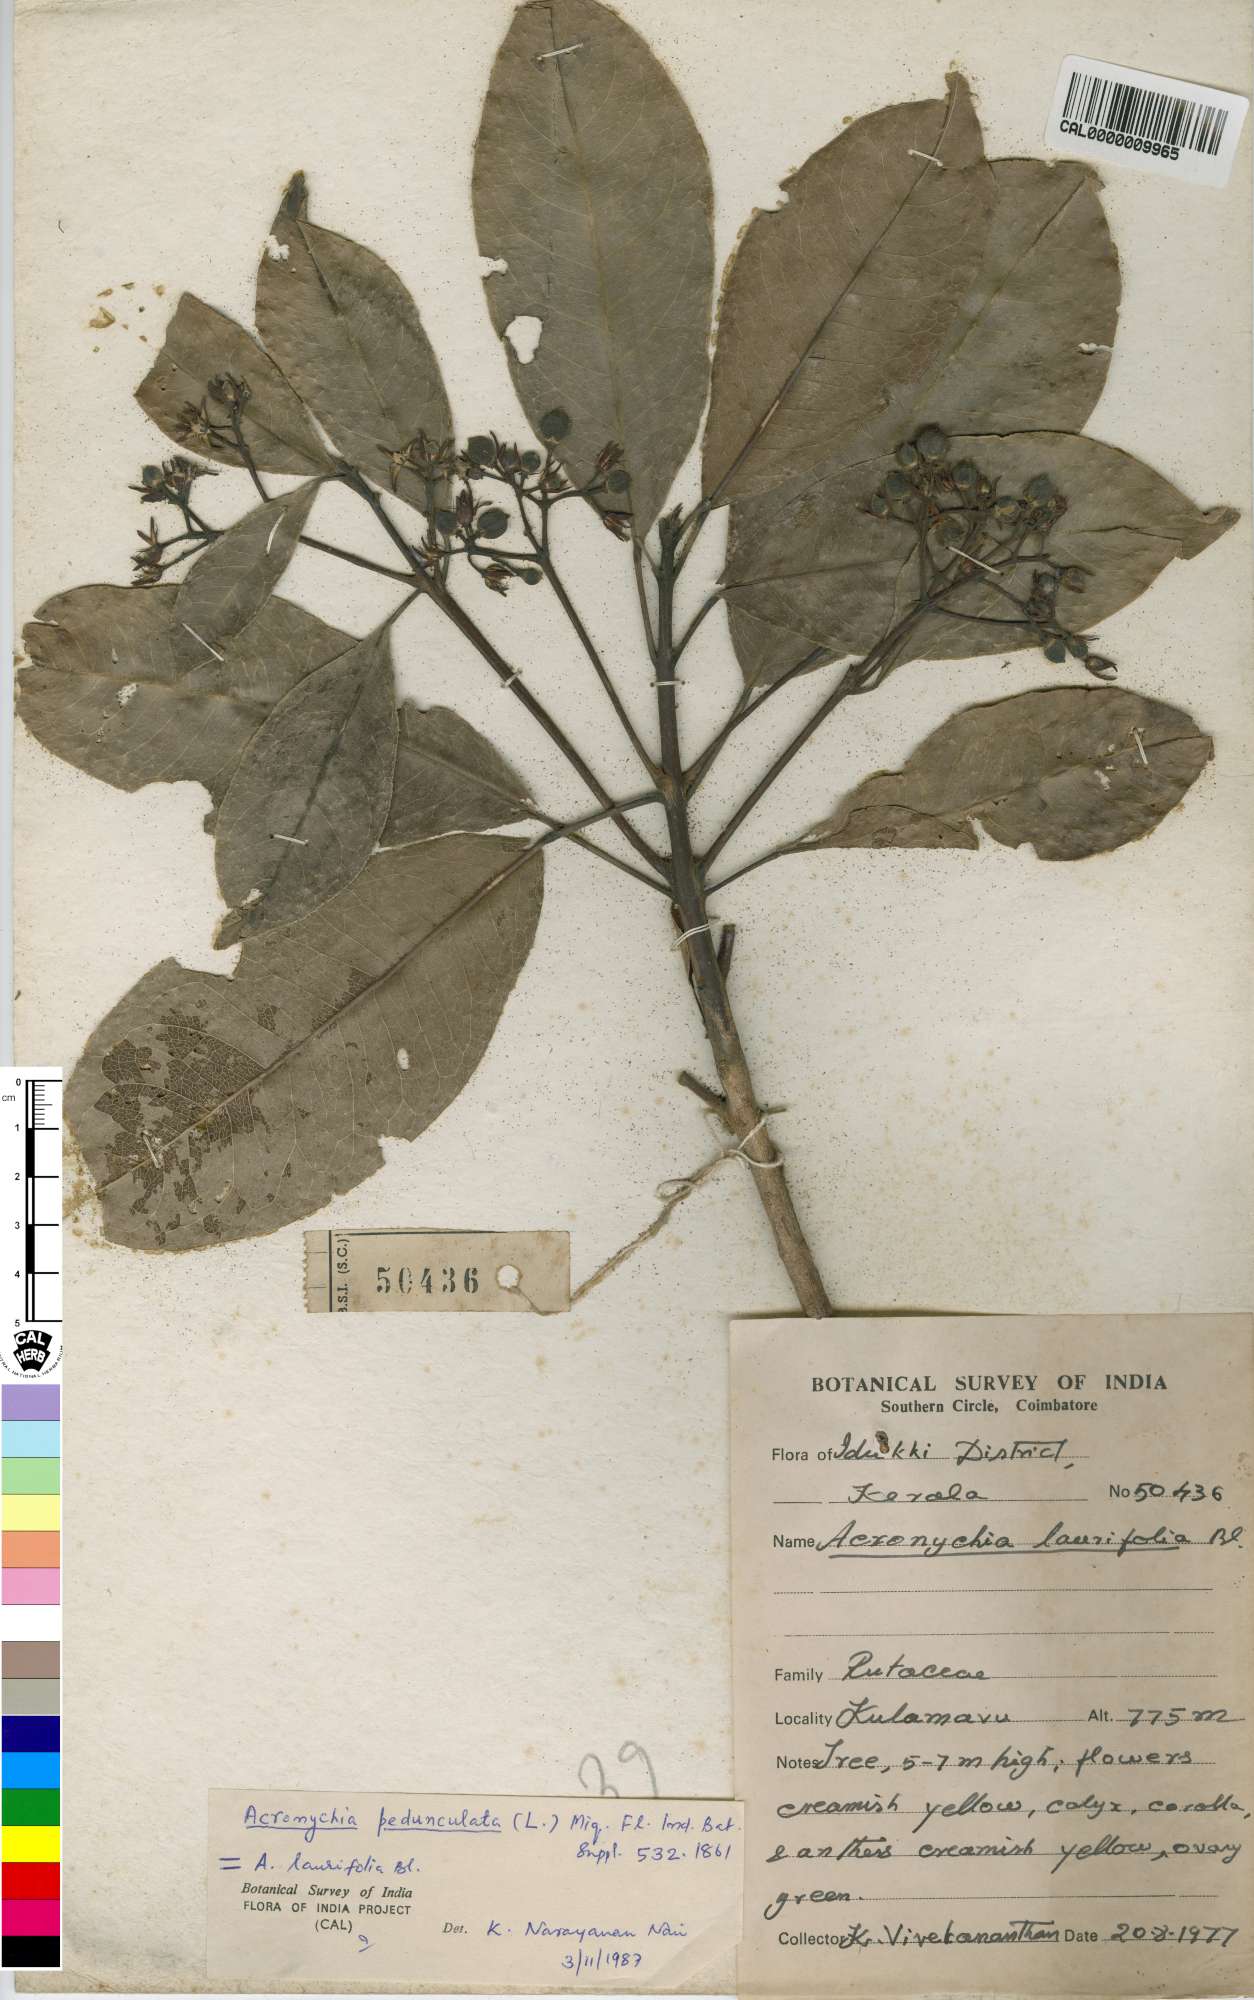 CAL0000009965
0
cm
1
2
3
4
5
CAL
HERB
B.S.I. (S.C.)
50436
BOTANICAL SURVEY OF INDIA
Southern Circle, Coimbatore
Flora of Idukki District,
Kerala No 50436
Name Acronychia laurifolia Bl.
Family Rutaceae
Locality Kulamavu Alt. 775 m
Notes Tree, 5-7 m high; flowers
creamish yellow, calyx, corolla,
& anthers creamish yellow, ovary
green.
Collector K. Vivekananthan Date 20-8-1977
39
Acronychia pedunculata (L.) Miq. Fl. Ind. Bat.
Suppl. 532. 1861
= A. laurifolia Bl.
Botanical Survey of India
FLORA OF INDIA PROJECT
(CAL)
Det. K. Narayanan Nair
3/11/1987